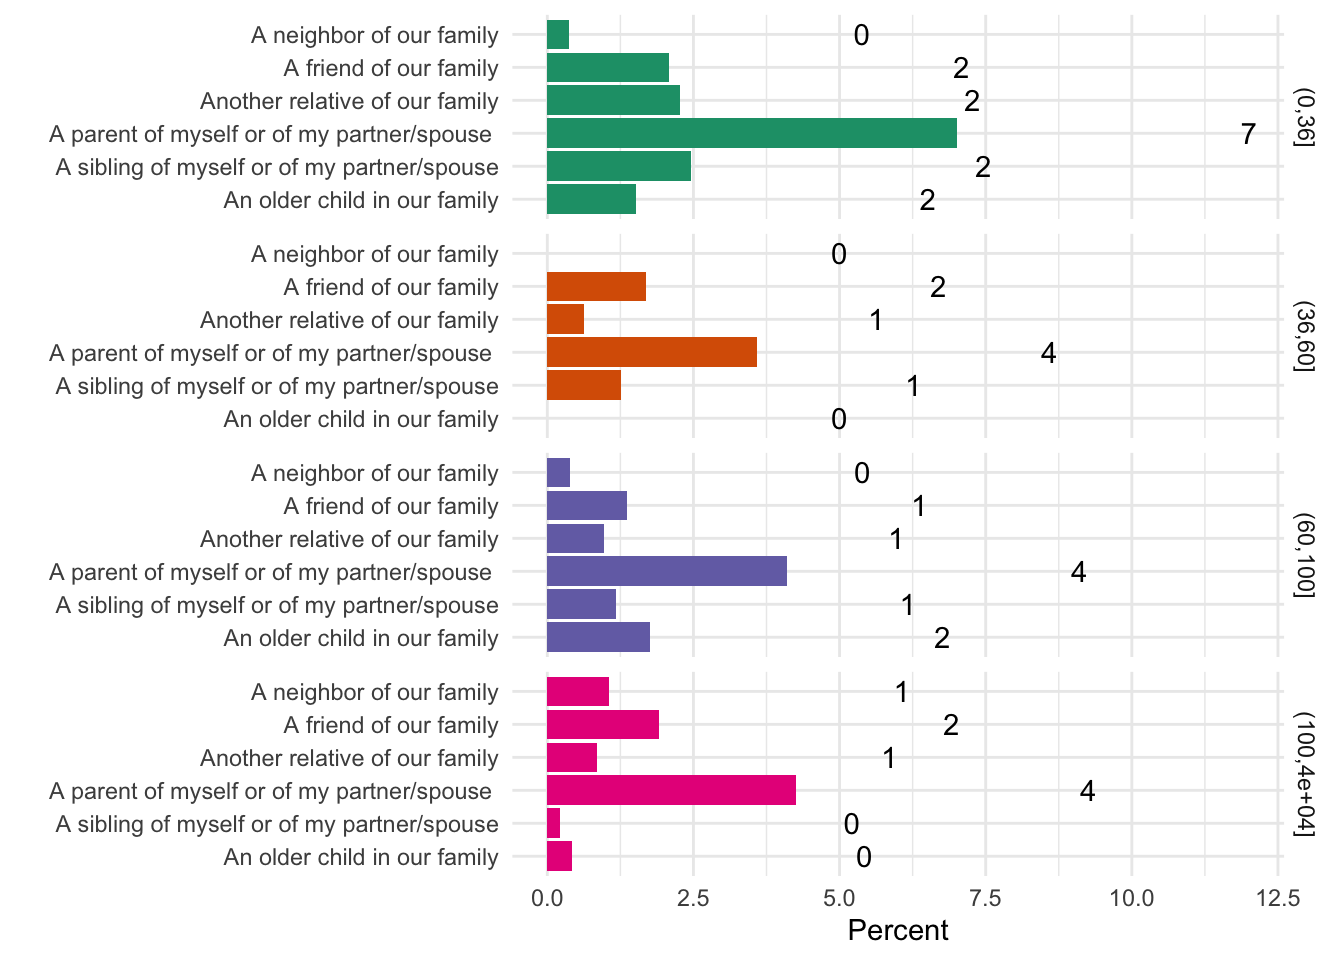 A neighbor of our family 0
A friend of our family 2
Another relative of our family 2
A parent of myself or of my partner/spouse 7
A sibling of myself or of my partner/spouse 2
An older child in our family 2
(0,36]
A neighbor of our family 0
A friend of our family 2
Another relative of our family 1
A parent of myself or of my partner/spouse 4
A sibling of myself or of my partner/spouse 1
An older child in our family 0
(36,60]
A neighbor of our family 0
A friend of our family 1
Another relative of our family 1
A parent of myself or of my partner/spouse 4
A sibling of myself or of my partner/spouse 1
An older child in our family 2
(60,100]
A neighbor of our family 1
A friend of our family 2
Another relative of our family 1
A parent of myself or of my partner/spouse 4
A sibling of myself or of my partner/spouse 0
An older child in our family 0
(100,4e+04]
0.0 2.5 5.0 7.5 10.0 12.5
Percent